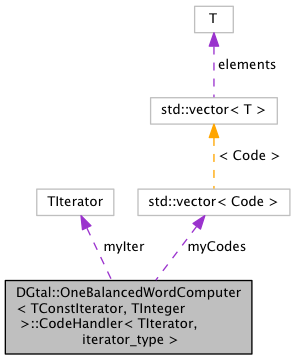 T
elements
std::vector< T >
< Code >
TIterator
std::vector< Code >
myIter
myCodes
DGtal::OneBalancedWordComputer
< TConstIterator, TInteger
>::CodeHandler< TIterator,
iterator_type >